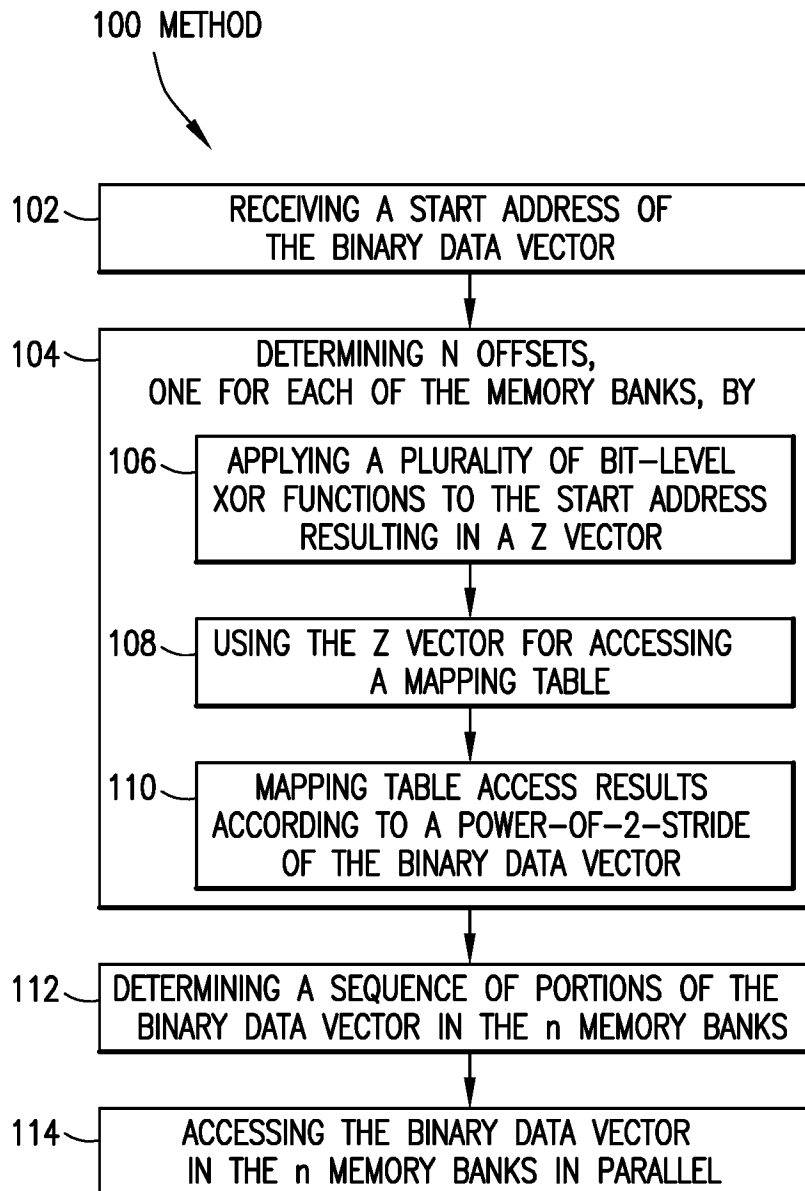 100 METHOD
102
RECEIVING A START ADDRESS OF
THE BINARY DATA VECTOR
104
DETERMINING N OFFSETS,
ONE FOR EACH OF THE MEMORY BANKS, BY
106
APPLYING A PLURALITY OF BIT-LEVEL
XOR FUNCTIONS TO THE START ADDRESS
RESULTING IN A Z VECTOR
108
USING THE Z VECTOR FOR ACCESSING
A MAPPING TABLE
110
MAPPING TABLE ACCESS RESULTS
ACCORDING TO A POWER-OF-2-STRIDE
OF THE BINARY DATA VECTOR
112
DETERMINING A SEQUENCE OF PORTIONS OF THE
BINARY DATA VECTOR IN THE n MEMORY BANKS
114
ACCESSING THE BINARY DATA VECTOR
IN THE n MEMORY BANKS IN PARALLEL